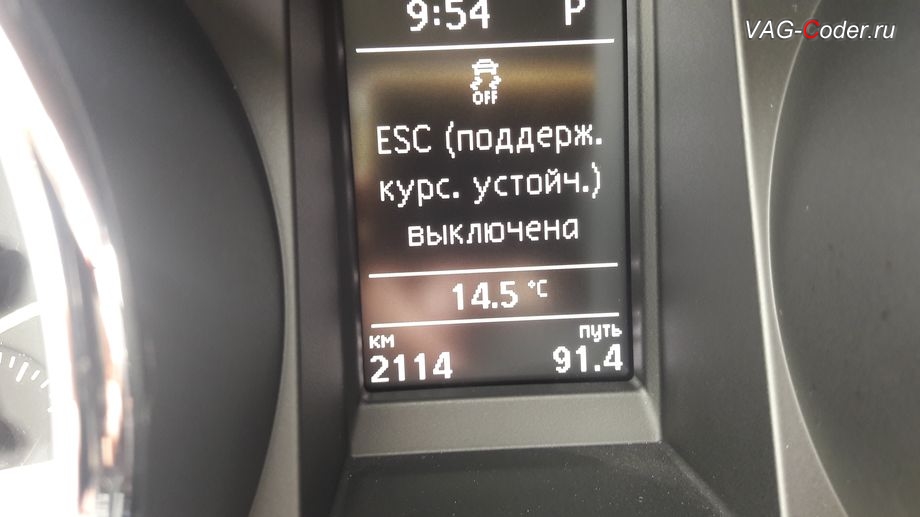 VAG-Coder.ru
9:54 P
OFF
ESC (поддерж.
курс. устойч.)
выключена
14.5 °C
км путь
2114 91.4